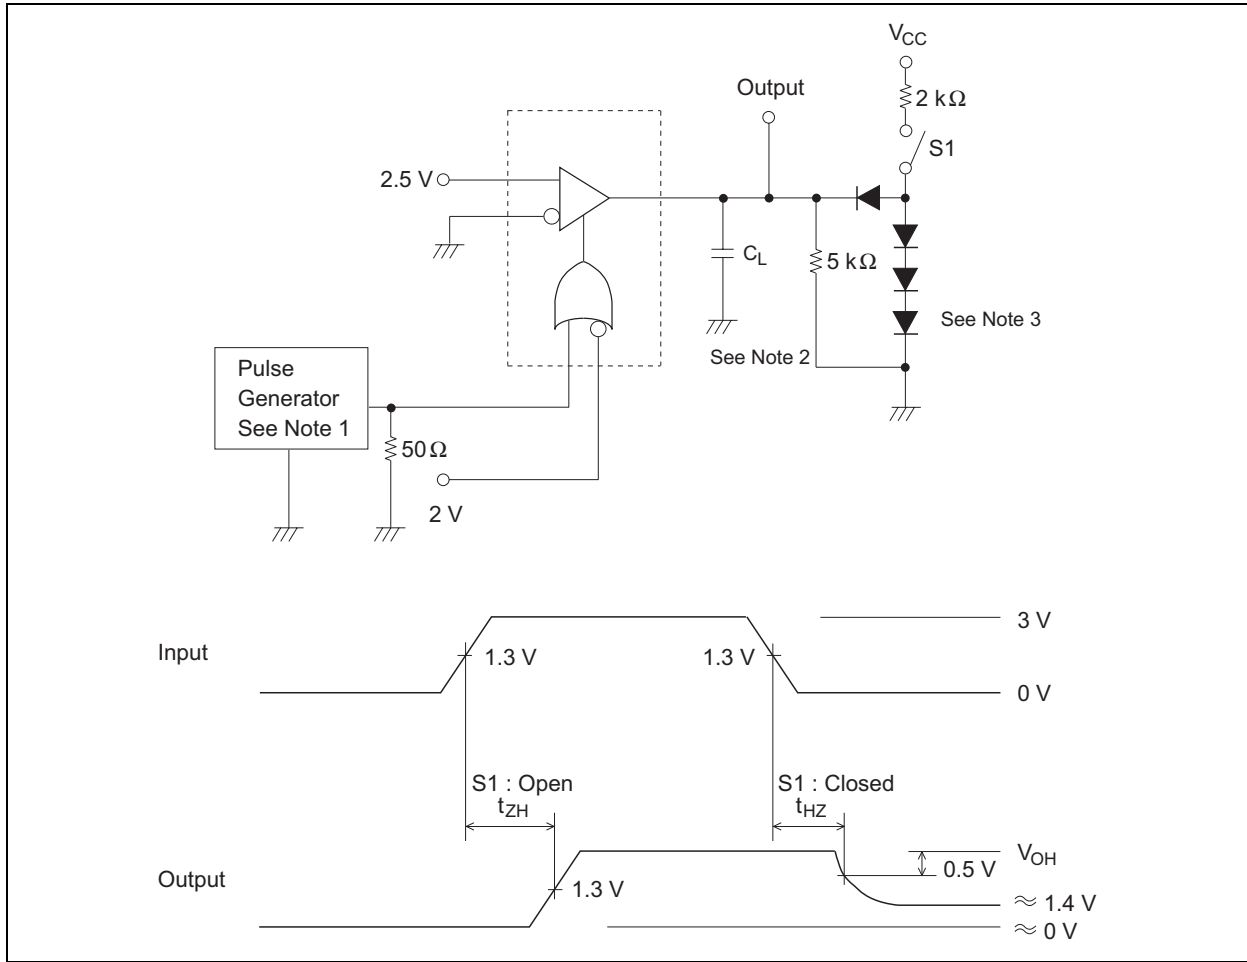 VCC
2 kΩ
Output
S1
2.5 V
CL
5 kΩ
See Note 3
See Note 2
Pulse
Generator
See Note 1
50Ω
2 V
3 V
Input
1.3 V
1.3 V
0 V
S1 : Open
tZH
S1 : Closed
tHZ
VOH
0.5 V
Output
1.3 V
≈ 1.4 V
≈ 0 V